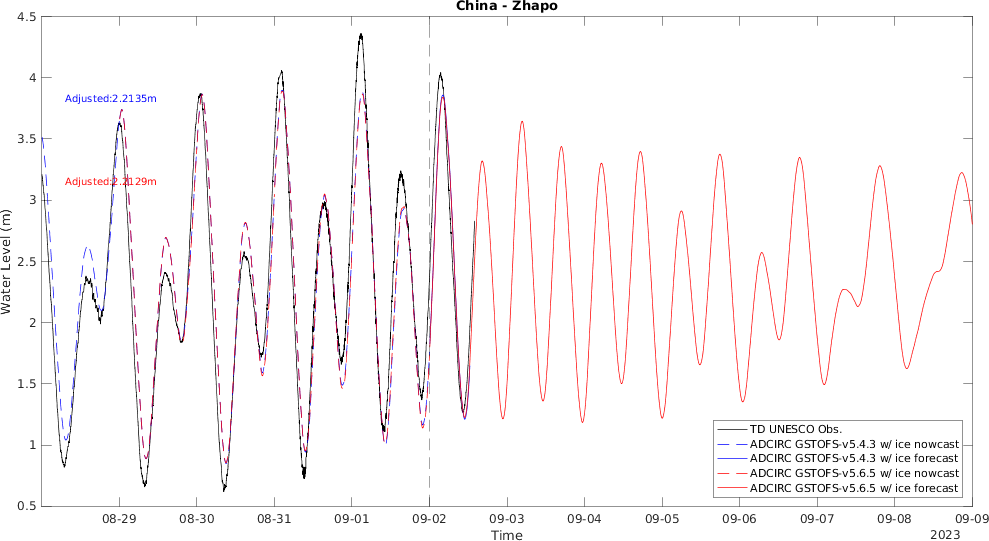 China - Zhapo
4.5
4
3.5
3
2.5
2
1.5
1
0.5
Water Level (m)
Adjusted:2.2135m
Adjusted:2.2129m
TD UNESCO Obs.
ADCIRC GSTOFS-v5.4.3 w/ ice nowcast
ADCIRC GSTOFS-v5.4.3 w/ ice forecast
ADCIRC GSTOFS-v5.6.5 w/ ice nowcast
ADCIRC GSTOFS-v5.6.5 w/ ice forecast
08-29 08-30 08-31 09-01 09-02 09-03 09-04 09-05 09-06 09-07 09-08 09-09
Time
2023